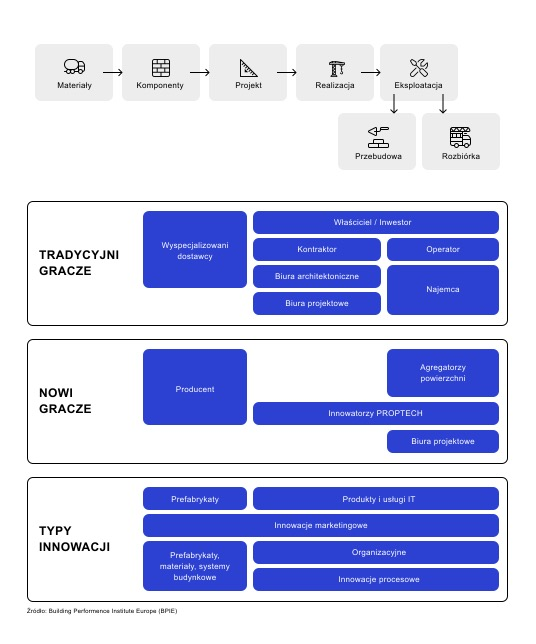 Materiały
Komponenty
Projekt
Realizacja
Eksploatacja
Przebudowa
Rozbiórka
TRADYCYJNI
GRACZE
Wyspecjalizowani
dostawcy
Właściciel / Inwestor
Kontraktor
Operator
Biura architektoniczne
Najemca
Biura projektowe
NOWI
GRACZE
Producent
Agregatorzy
powierzchni
Innowatorzy PROPTECH
Biura projektowe
TYPY
INNOWACJI
Prefabrykaty
Produkty i usługi IT
Innowacje marketingowe
Prefabrykaty,
materiały, systemy
budynkowe
Organizacyjne
Innowacje procesowe
Źródło: Building Performence Institute Europe (BPIE)